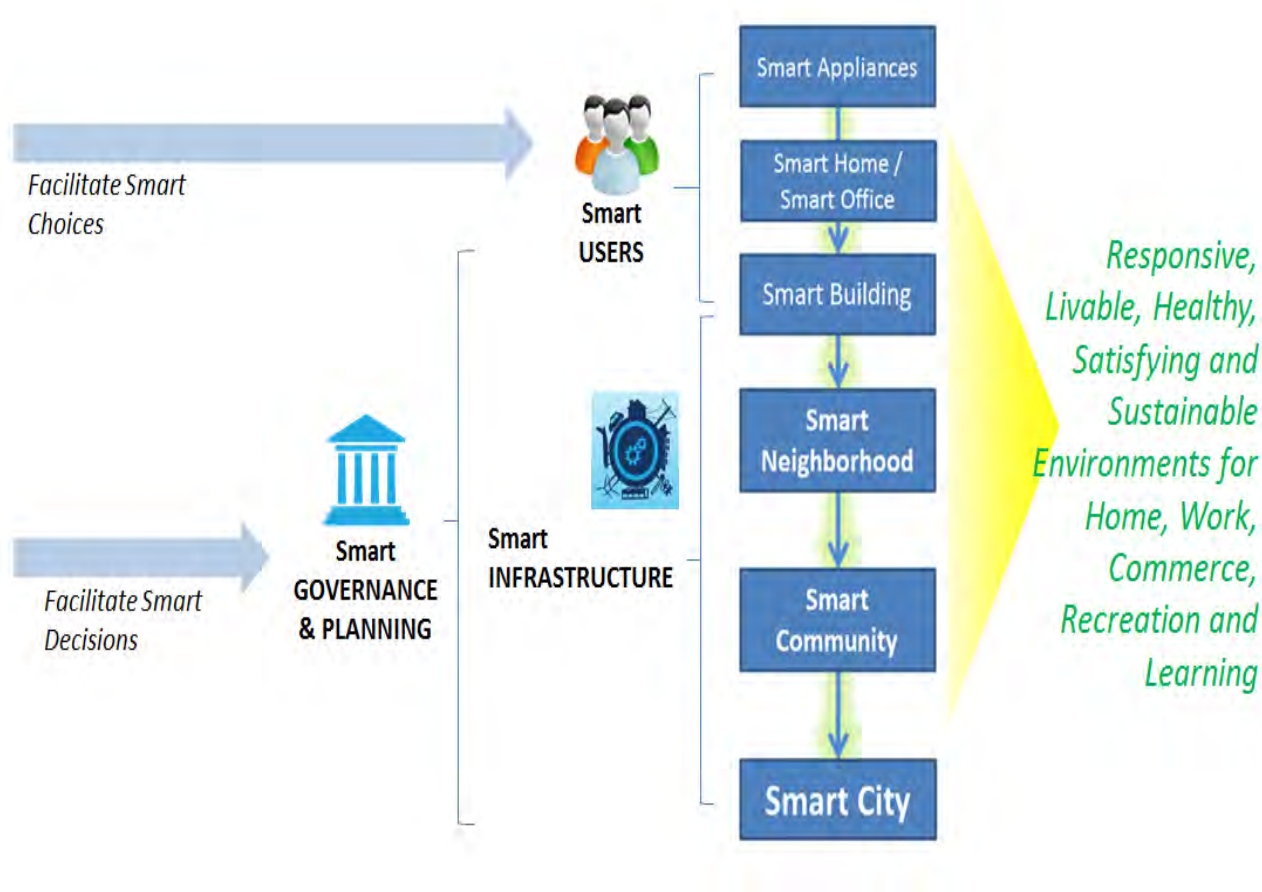 Facilitate Smart
Choices
Facilitate Smart
Decisions
Smart
GOVERNANCE
& PLANNING
Smart
USERS
Smart
INFRASTRUCTURE
Smart Appliances
Smart Home /
Smart Office
Smart Building
Smart
Neighborhood
Smart
Community
Smart City
Responsive,
Livable, Healthy,
Satisfying and
Sustainable
Environments for
Home, Work,
Commerce,
Recreation and
Learning